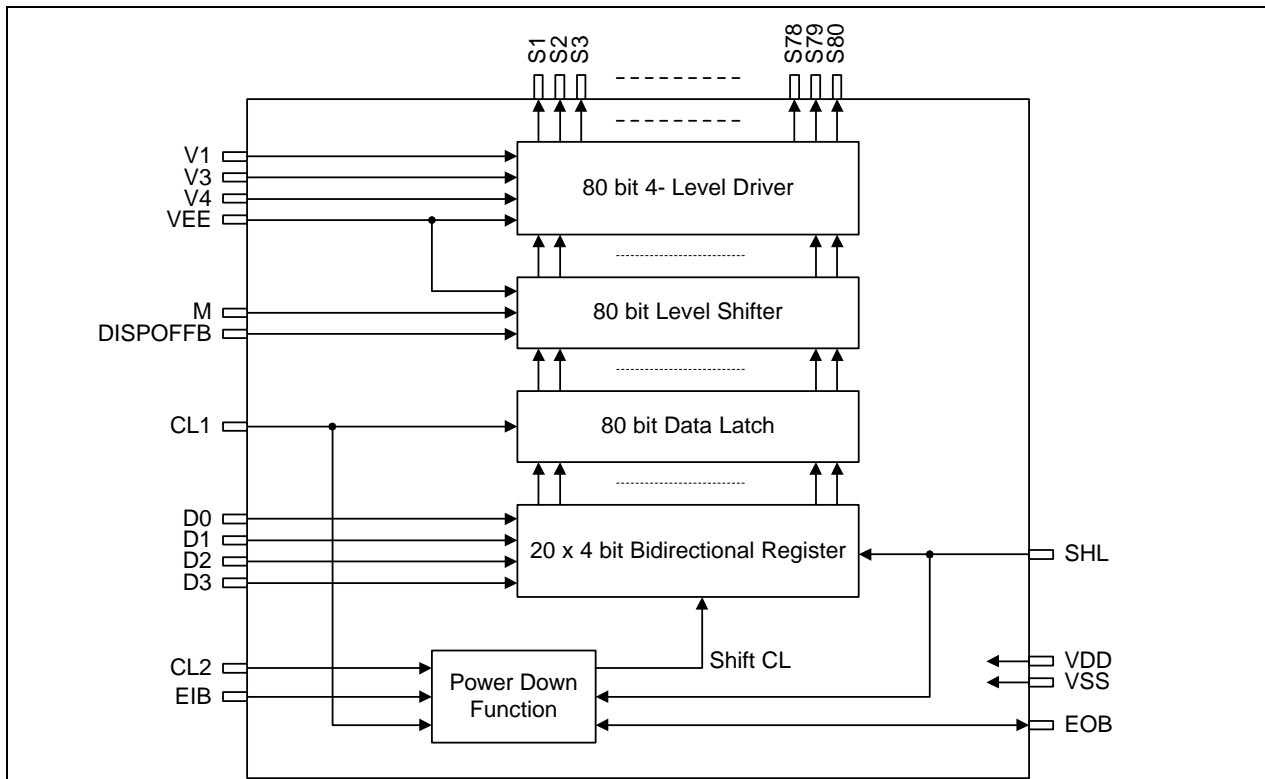 S1
S2
S3
S78
S79
S80
V1
V3
V4
VEE
80 bit 4- Level Driver
M
DISPOFFB
80 bit Level Shifter
CL1
80 bit Data Latch
D0
D1
D2
D3
20 x 4 bit Bidirectional Register
SHL
CL2
EIB
Power Down
Function
Shift CL
VDD
VSS
EOB